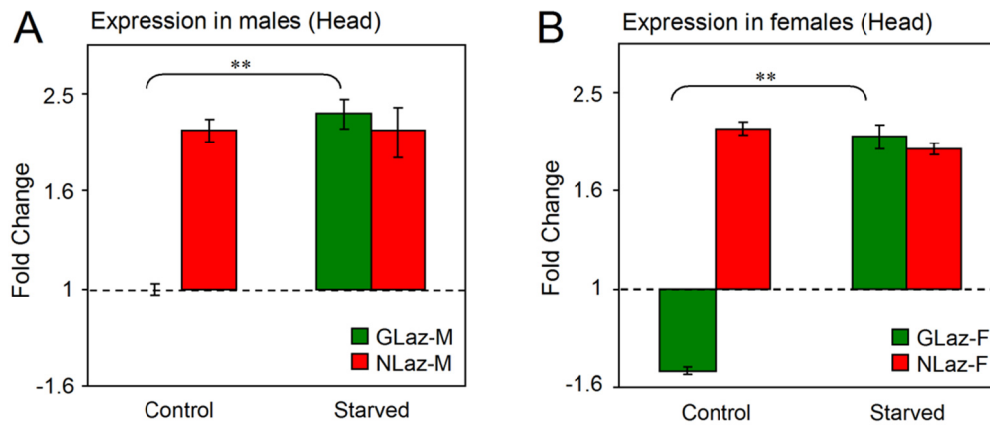 A
Expression in males (Head)
**
2.5
1.6
1
-1.6
Fold Change
GLaz-M
NLaz-M
Control
Starved
B
Expression in females (Head)
**
2.5
1.6
1
-1.6
Fold Change
GLaz-F
NLaz-F
Control
Starved